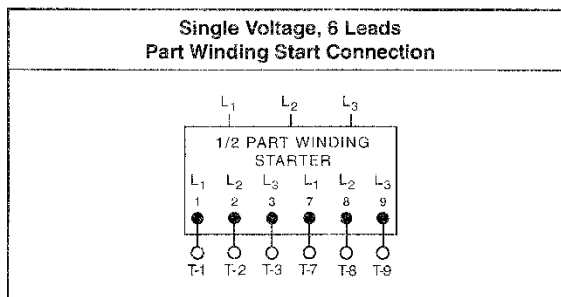 Single Voltage, 6 Leads
Part Winding Start Connection
L₁ L₂ L₃
1/2 PART WINDING
STARTER
L₁ L₂ L₃ L₁ L₂ L₃
1 2 3 7 8 9
T-1 T-2 T-3 T-7 T-8 T-9